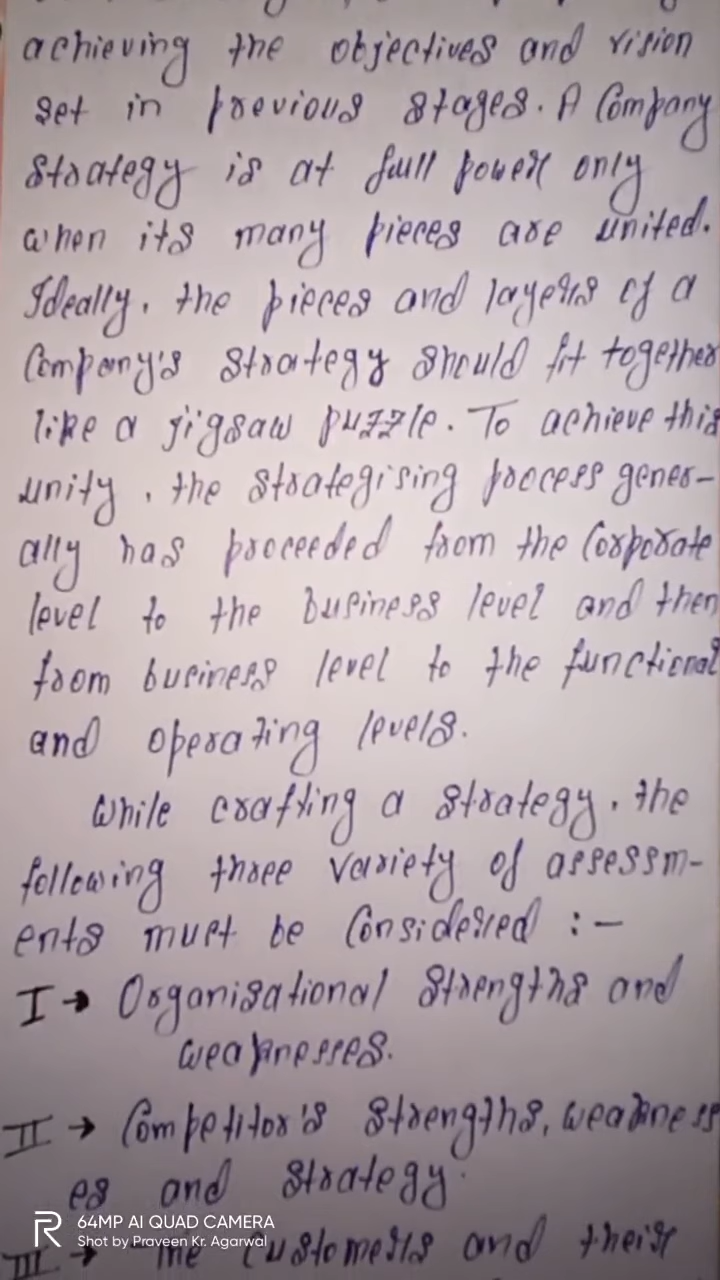 achieving the objectives and vision
set in previous stages. A Company
strategy is at full power only
when its many pieces are united.
Ideally, the pieces and layers of a
Company's strategy should fit together
like a jigsaw puzzle. To achieve this
unity, the strategising process gener-
ally has proceeded from the Corporate
level to the business level and then
from business level to the functional
and operating levels.
While crafting a strategy, the
following three variety of assessm-
ents must be Considered :-
I → Organisational strengths and
weaknesses.
II → Competitor's strengths, weakness
es and strategy.
III → The customers and their
64MP AI QUAD CAMERA
Shot by Praveen Kr. Agarwal